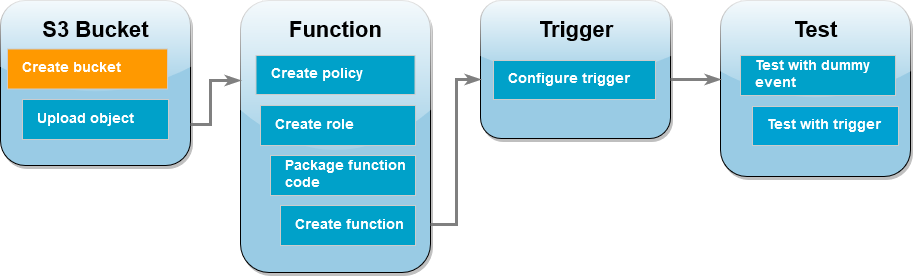 S3 Bucket
Create bucket
Upload object
Function
Create policy
Create role
Package function
code
Create function
Trigger
Configure trigger
Test
Test with dummy
event
Test with trigger